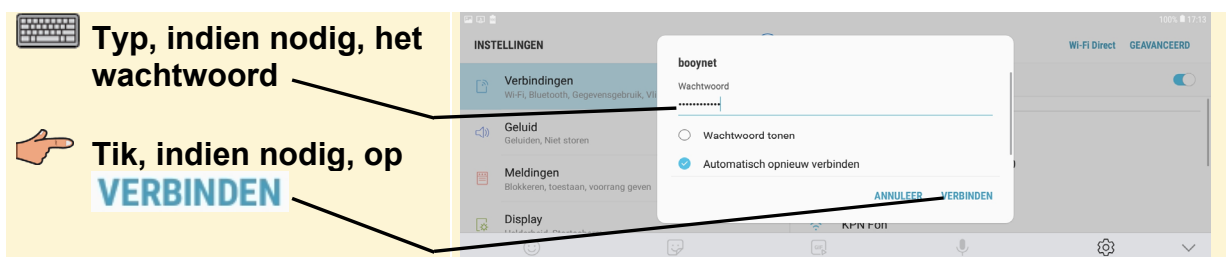 Typ, indien nodig, het
wachtwoord
Tik, indien nodig, op
VERBINDEN
100% 17:13
INSTELLINGEN
Wi-Fi Direct GEAVANCEERD
Verbindingen
Wi-Fi, Bluetooth, Gegevensgebruik, Vli
Geluid
Geluiden, Niet storen
Meldingen
Blokkeren, toestaan, voorrang geven
Display
booynet
Wachtwoord
••••••••••••
Wachtwoord tonen
Automatisch opnieuw verbinden
ANNULEER VERBINDEN
KPN Fon